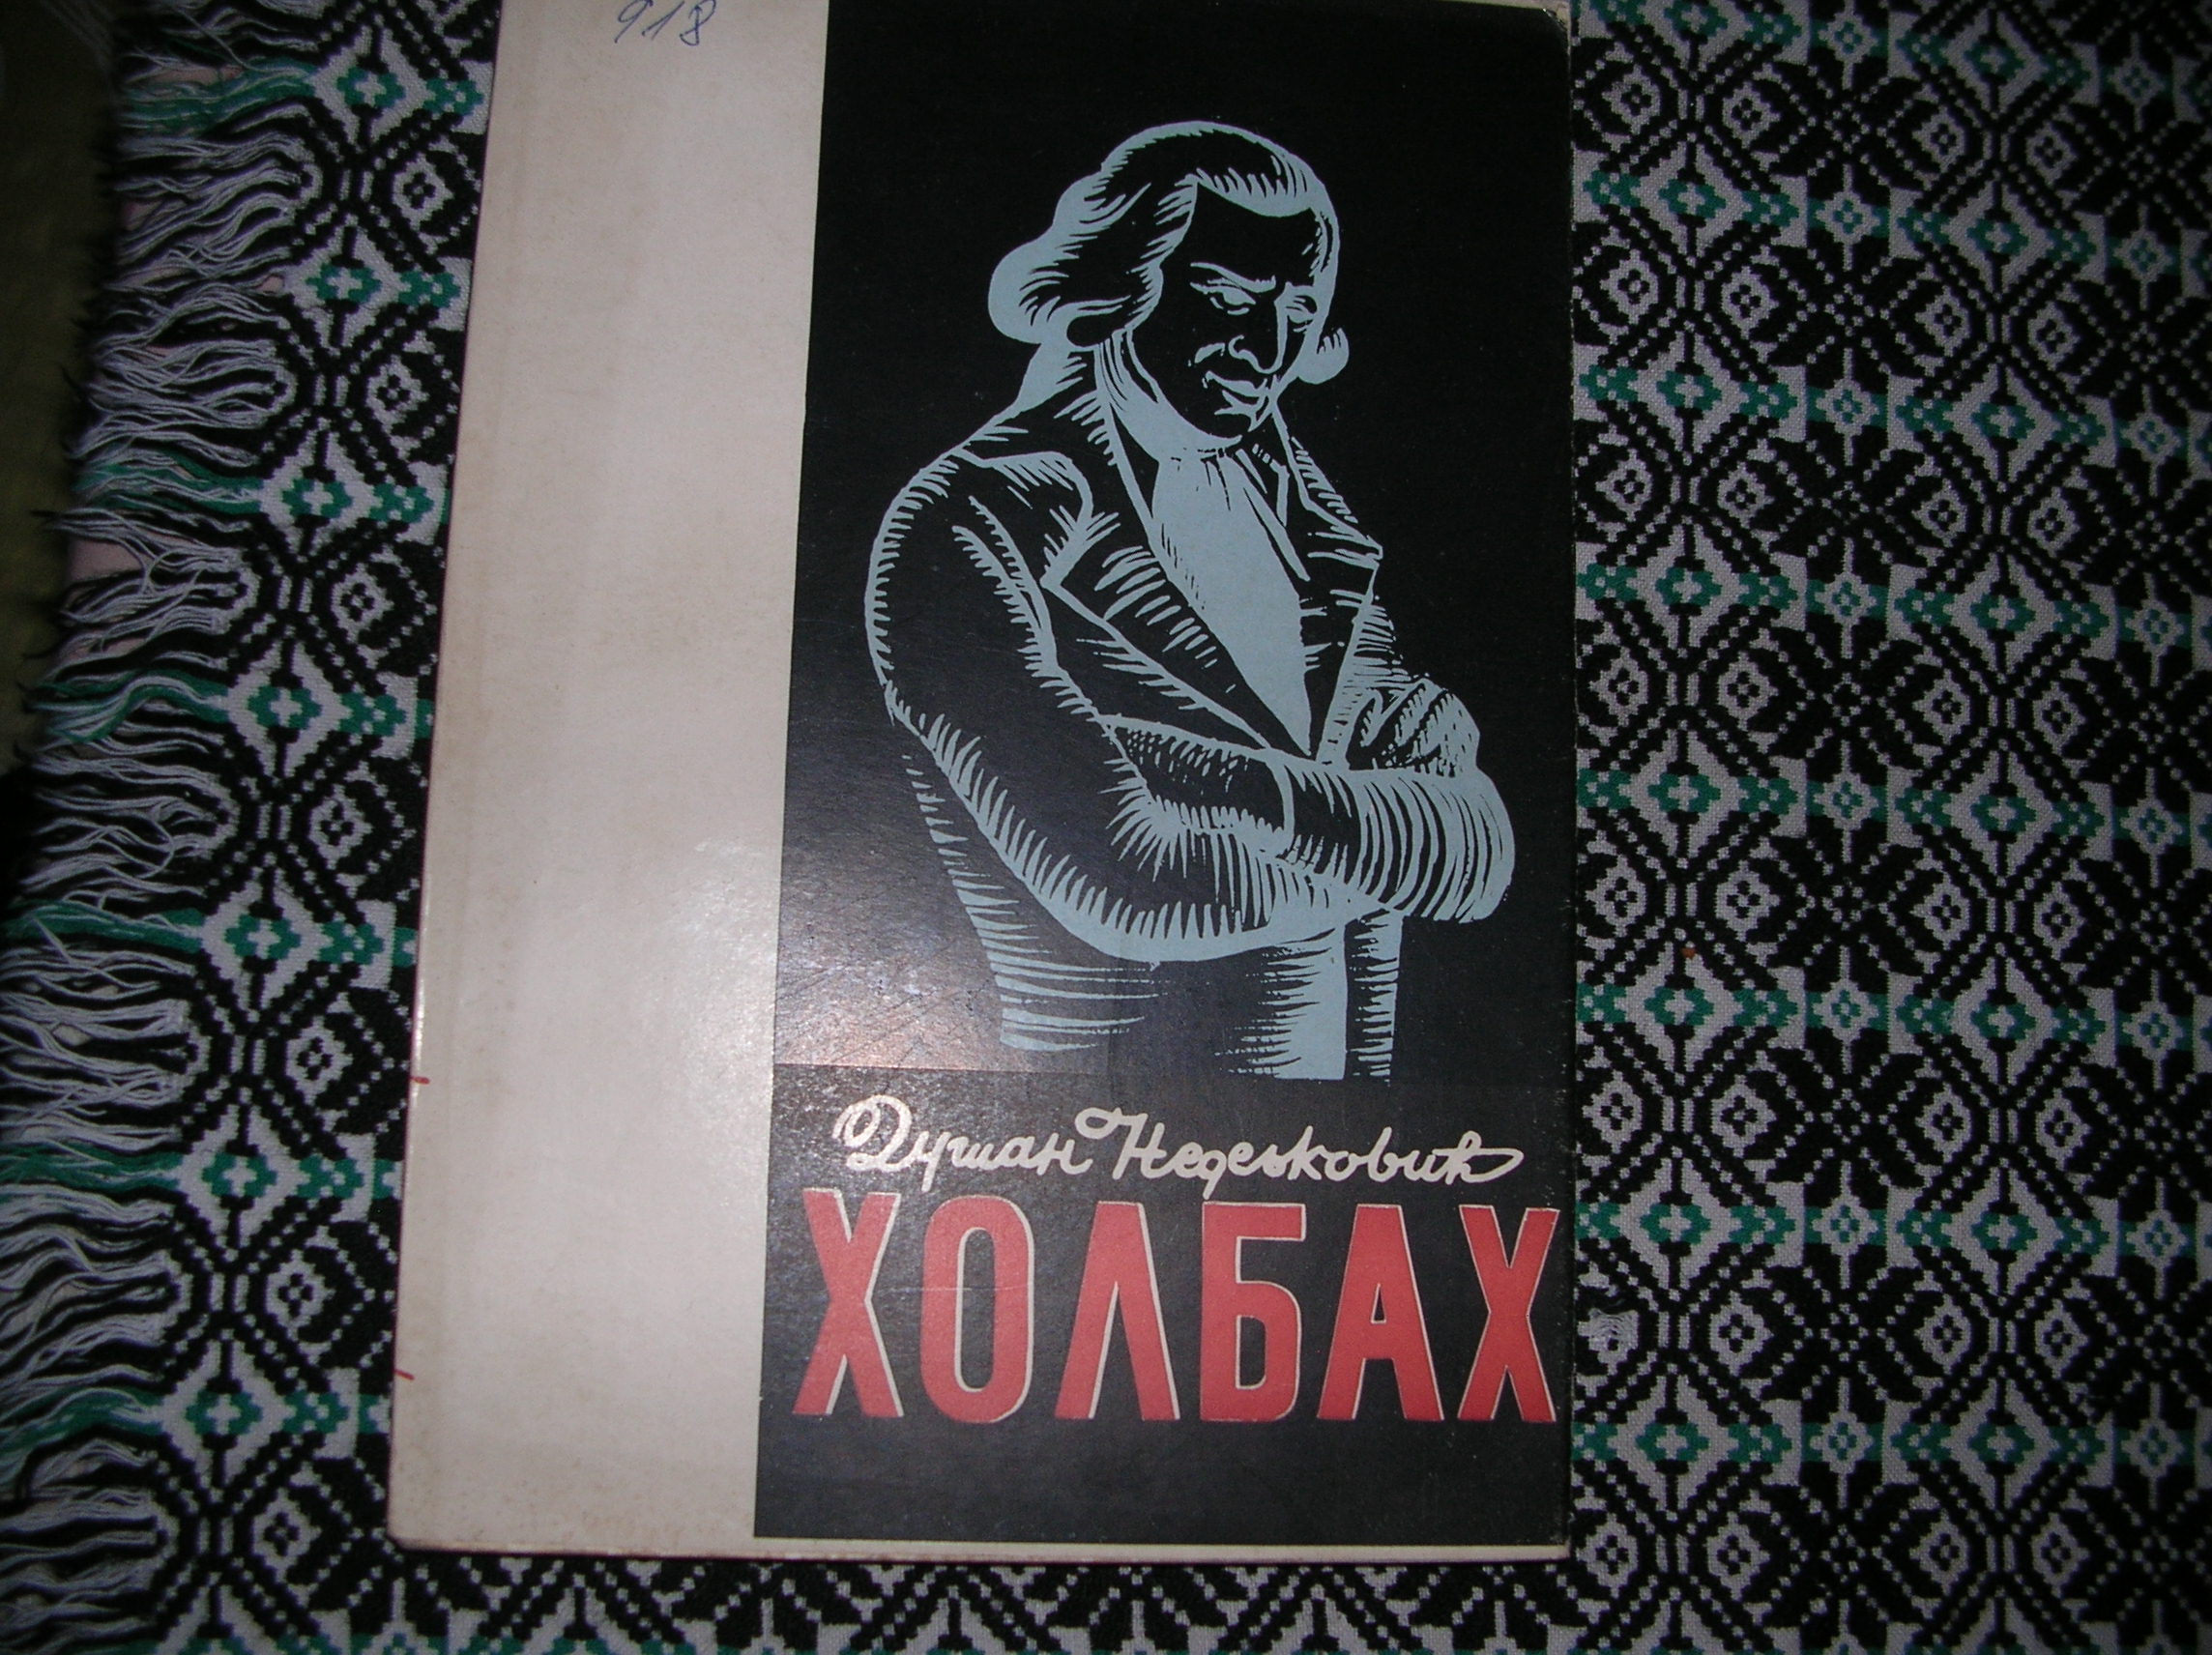 918
Душан Недељковић
ХОЛБАХ